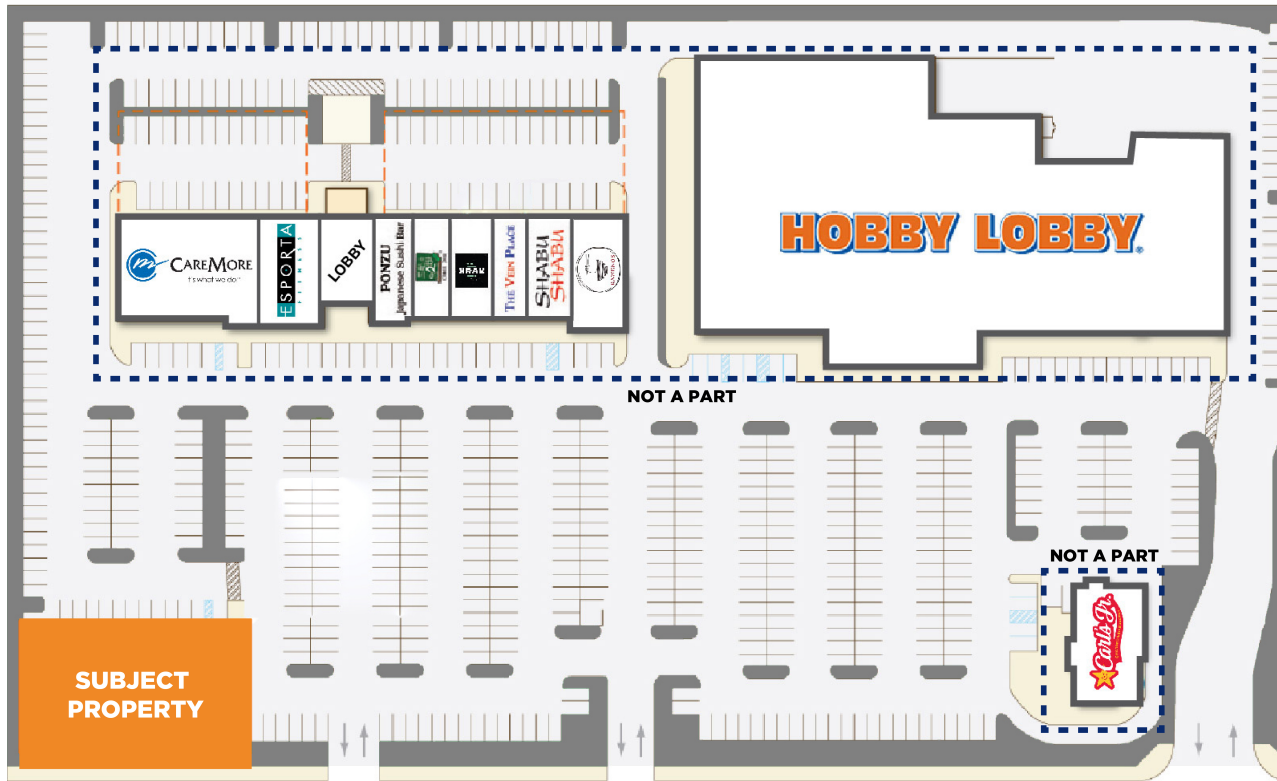 HOBBY LOBBY
CAREMORE
it's what we do
ESPORTA
FITNESS
LOBBY
PONZU
Japanese Sushi Bar
THE VEIN PLACE
SHABU
SHABU
NOT A PART
NOT A PART
Carl's Jr.
SUBJECT
PROPERTY